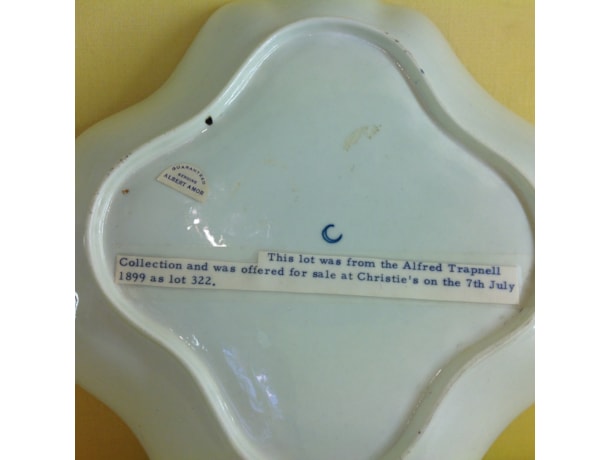 GUARANTEED
GENUINE
ALBERT AMOR
C
This lot was from the Alfred Trapnell
Collection and was offered for sale at Christie's on the 7th July
1899 as lot 322.